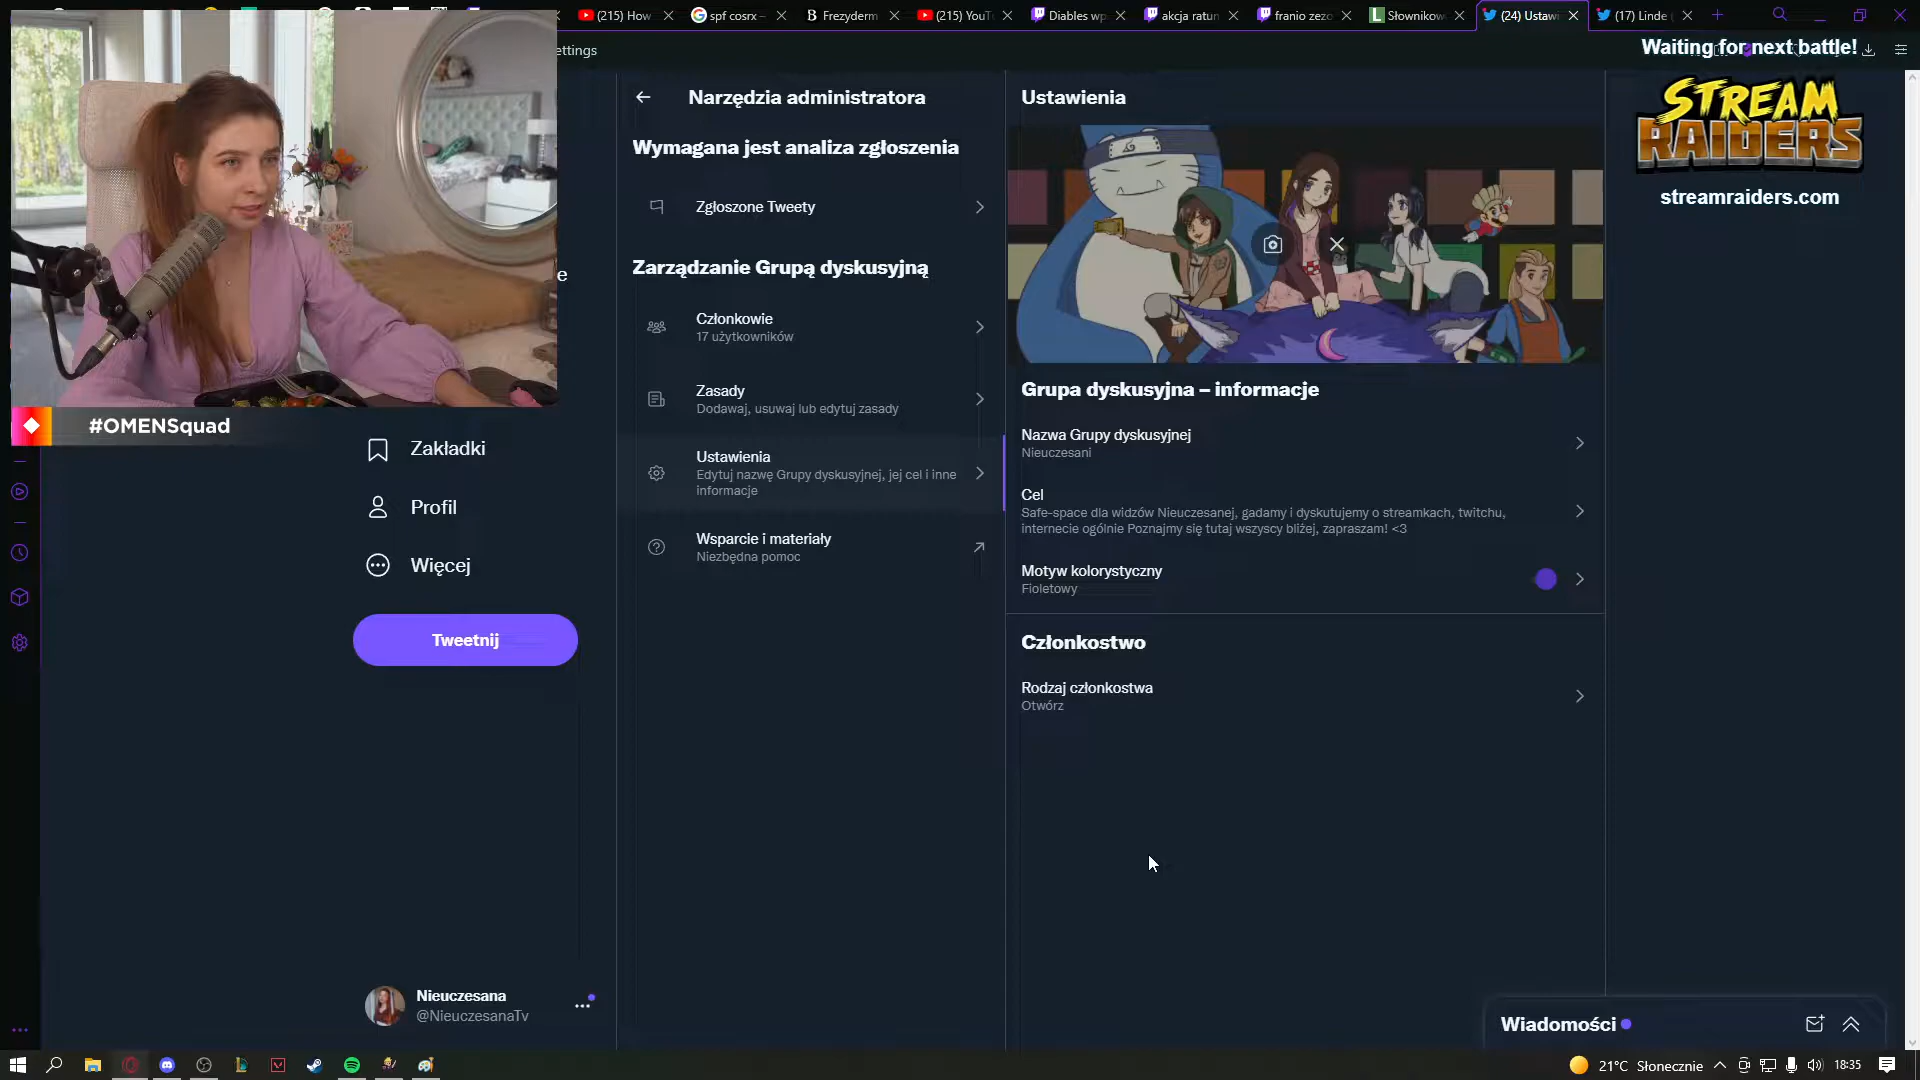 (215) How
spf cosrx –
Frezyderm
(215) YouTu
Diables wp
akcja ratun
franio zezo
Słownikow
(24) Ustawi
(17) Linde (
ettings
Waiting for next battle!
STREAM
RAIDERS
streamraiders.com
#OMENSquad
e
Zakładki
Profil
Więcej
Tweetnij
Nieuczesana
@NieuczesanaTv
Narzędzia administratora
Wymagana jest analiza zgłoszenia
Zgłoszone Tweety
Zarządzanie Grupą dyskusyjną
Członkowie
17 użytkowników
Zasady
Dodawaj, usuwaj lub edytuj zasady
Ustawienia
Edytuj nazwę Grupy dyskusyjnej, jej cel i inne
informacje
Wsparcie i materiały
Niezbędna pomoc
Ustawienia
Grupa dyskusyjna – informacje
Nazwa Grupy dyskusyjnej
Nieuczesani
Cel
Safe-space dla widzów Nieuczesanej, gadamy i dyskutujemy o streamkach, twitchu,
internecie ogólnie Poznajmy się tutaj wszyscy bliżej, zapraszam! <3
Motyw kolorystyczny
Fioletowy
Członkostwo
Rodzaj członkostwa
Otwórz
Wiadomości
21°C Słonecznie
18:35